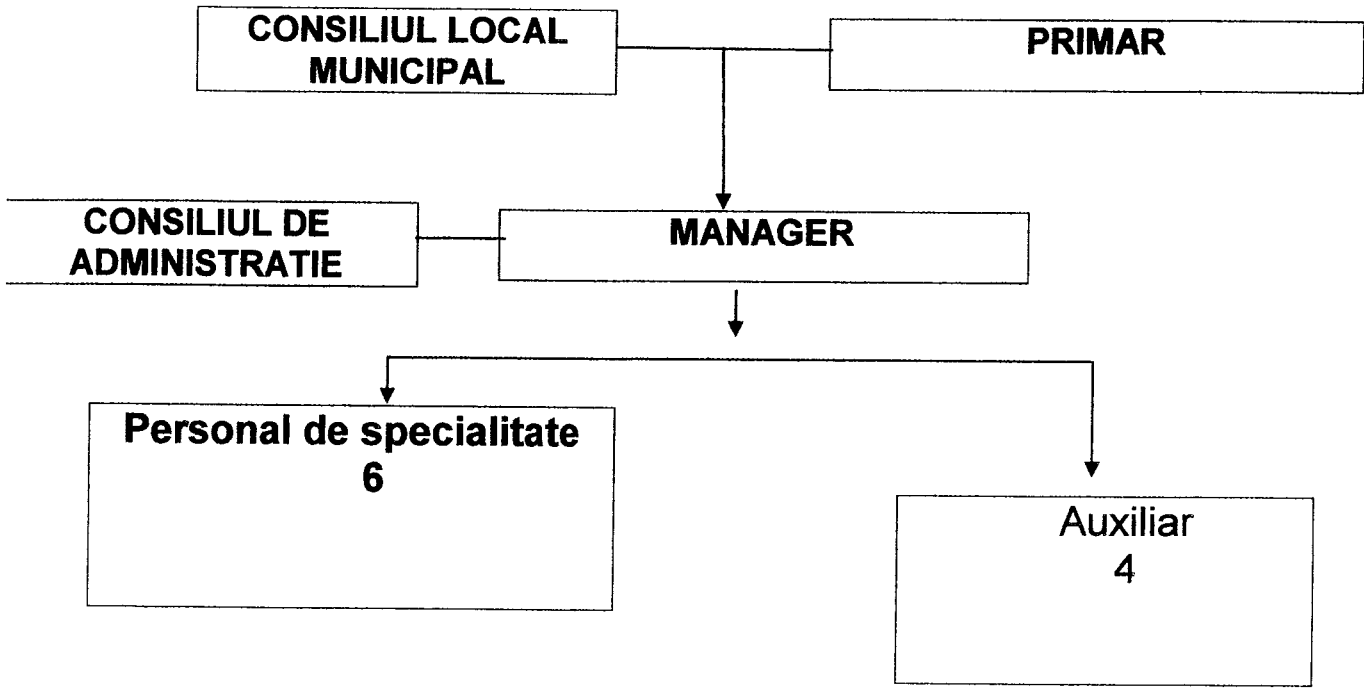 CONSILIUL LOCAL
MUNICIPAL
PRIMAR
CONSILIUL DE
ADMINISTRATIE
MANAGER
Personal de specialitate
6
Auxiliar
4